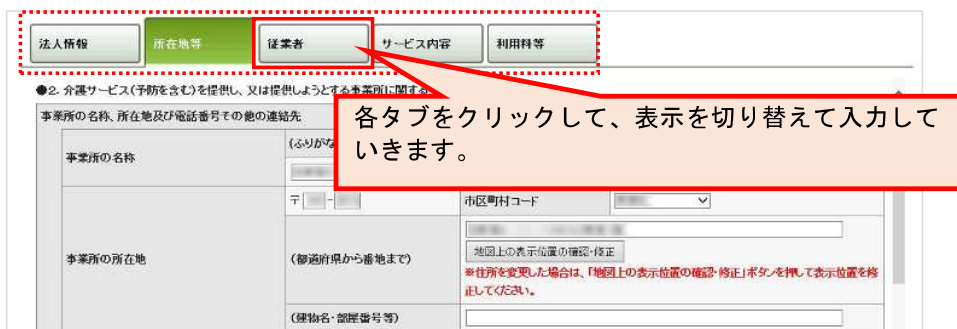 法人情報 所在地等 従業者 サービス内容 利用料等
●2. 介護サービス(予防を含む)を提供し、又は提供しようとする事業所に関する
各タブをクリックして、表示を切り替えて入力して
いきます。
事業所の名称、所在地及び電話番号その他の連絡先
事業所の名称
(ふりがな
事業所の所在地
〒 -
市区町村コード
(都道府県から番地まで)
地図上の表示位置の確認・修正
※住所を変更した場合は、「地図上の表示位置の確認・修正」ボタンを押して表示位置を修
正してください。
(建物名・部屋番号等)